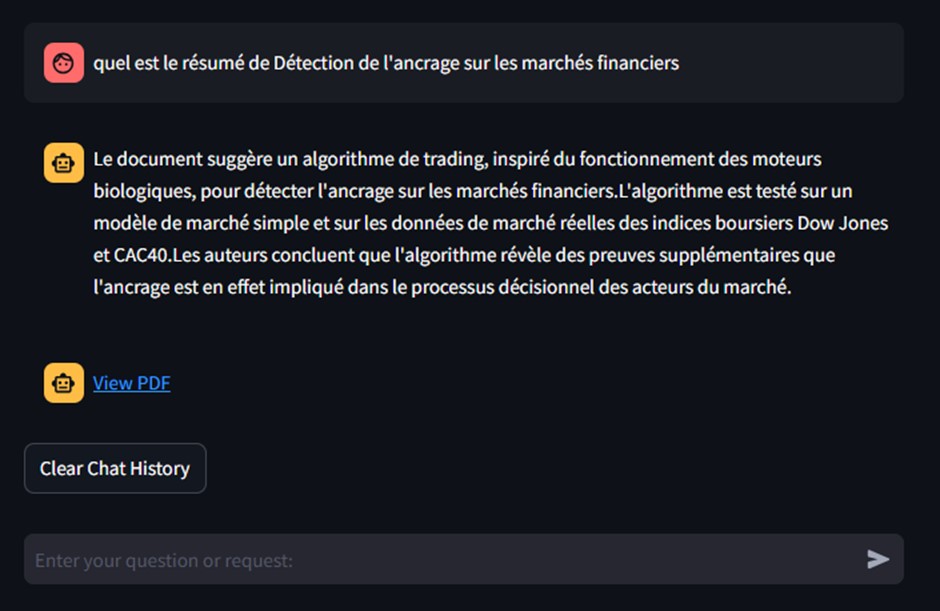 quel est le résumé de Détection de l'ancrage sur les marchés financiers
Le document suggère un algorithme de trading, inspiré du fonctionnement des moteurs
biologiques, pour détecter l'ancrage sur les marchés financiers.L'algorithme est testé sur un
modèle de marché simple et sur les données de marché réelles des indices boursiers Dow Jones
et CAC40.Les auteurs concluent que l'algorithme révèle des preuves supplémentaires que
l'ancrage est en effet impliqué dans le processus décisionnel des acteurs du marché.
View PDF
Clear Chat History
Enter your question or request: